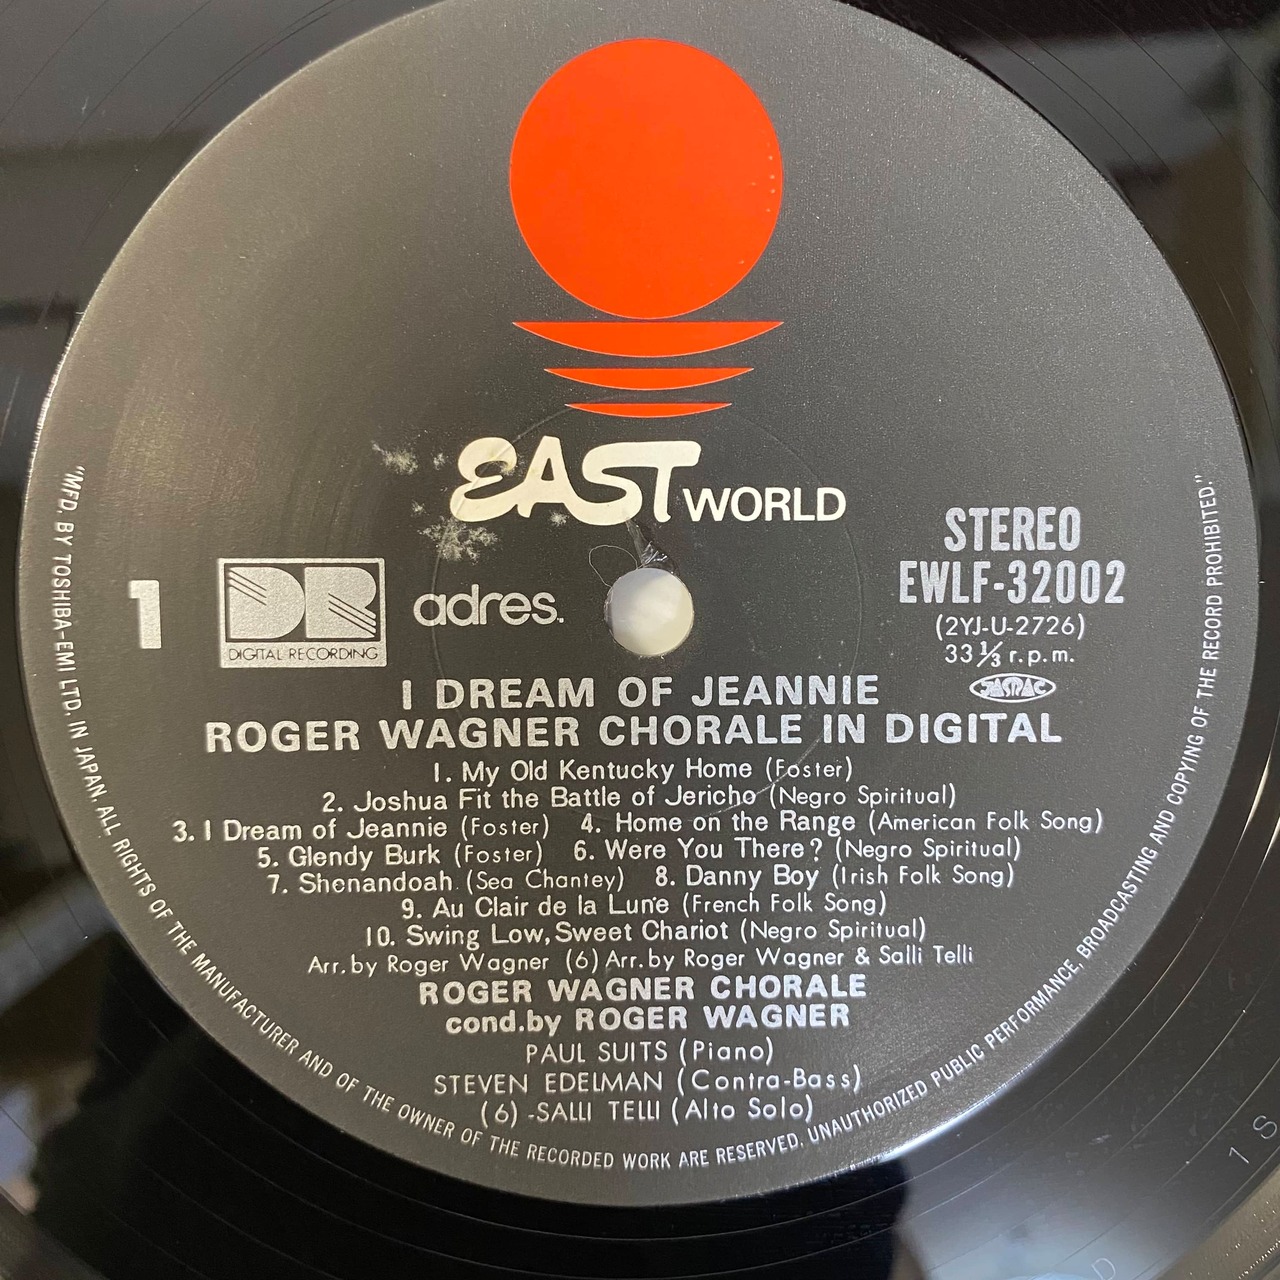 EAST WORLD
STEREO
EWLF-32002
(2YJ-U-2726)
33 1/3 r.p.m.
JASRAC
1
DR
DIGITAL RECORDING
adres.
I DREAM OF JEANNIE
ROGER WAGNER CHORALE IN DIGITAL
1. My Old Kentucky Home (Foster)
2. Joshua Fit the Battle of Jericho (Negro Spiritual)
3. I Dream of Jeannie (Foster) 4. Home on the Range (American Folk Song)
5. Glendy Burk (Foster) 6. Were You There? (Negro Spiritual)
7. Shenandoah (Sea Chantey) 8. Danny Boy (Irish Folk Song)
9. Au Clair de la Lune (French Folk Song)
10. Swing Low, Sweet Chariot (Negro Spiritual)
Arr. by Roger Wagner (6) Arr. by Roger Wagner & Salli Telli
ROGER WAGNER CHORALE
cond. by ROGER WAGNER
PAUL SUITS (Piano)
STEVEN EDELMAN (Contra-Bass)
(6) -SALLI TELLI (Alto Solo)
"MFD. BY TOSHIBA-EMI LTD. IN JAPAN. ALL RIGHTS OF THE MANUFACTURER AND OF THE OWNER OF THE RECORDED WORK ARE RESERVED. UNAUTHORIZED PUBLIC PERFORMANCE, BROADCASTING AND COPYING OF THE RECORD PROHIBITED."
1 S